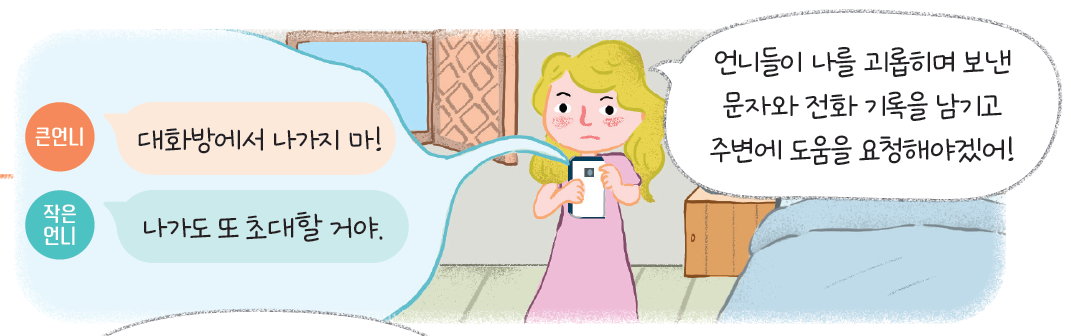 큰언니
대화방에서 나가지 마!
작은
언니
나가도 또 초대할 거야.
언니들이 나를 괴롭히며 보낸
문자와 전화 기록을 남기고
주변에 도움을 요청해야겠어!